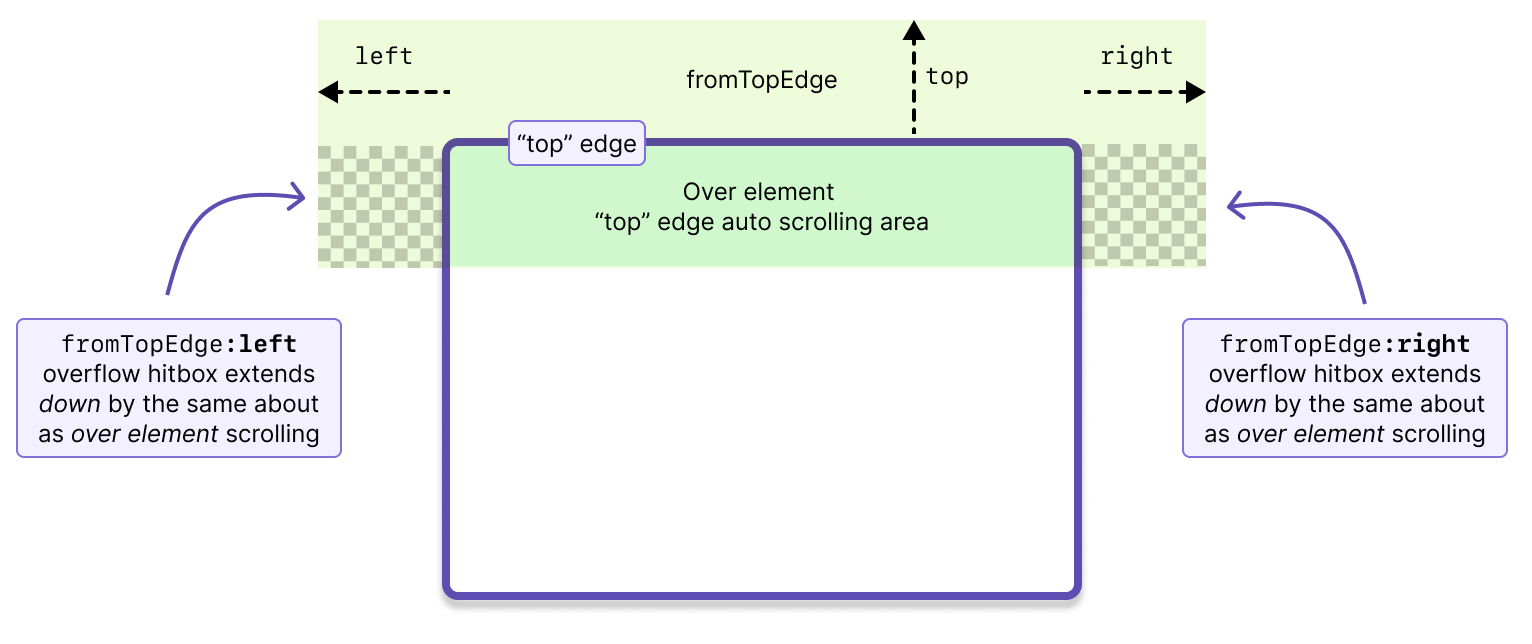 left
fromTopEdge
top
right
“top” edge
Over element
“top” edge auto scrolling area
fromTopEdge:left
overflow hitbox extends
down by the same about
as over element scrolling
fromTopEdge:right
overflow hitbox extends
down by the same about
as over element scrolling